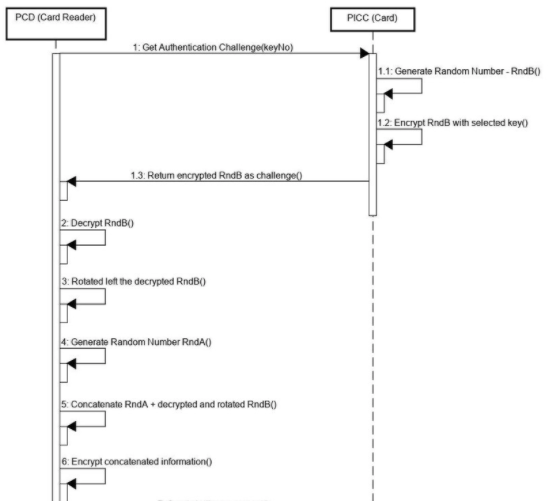 PCD (Card Reader)
PICC (Card)
1: Get Authentication Challenge(keyNo)
1.1: Generate Random Number - RndB()
1.2: Encrypt RndB with selected key()
1.3: Return encrypted RndB as challenge()
2: Decrypt RndB()
3: Rotated left the decrypted RndB()
4: Generate Random Number RndA()
5: Concatenate RndA + decrypted and rotated RndB()
6: Encrypt concatenated information()